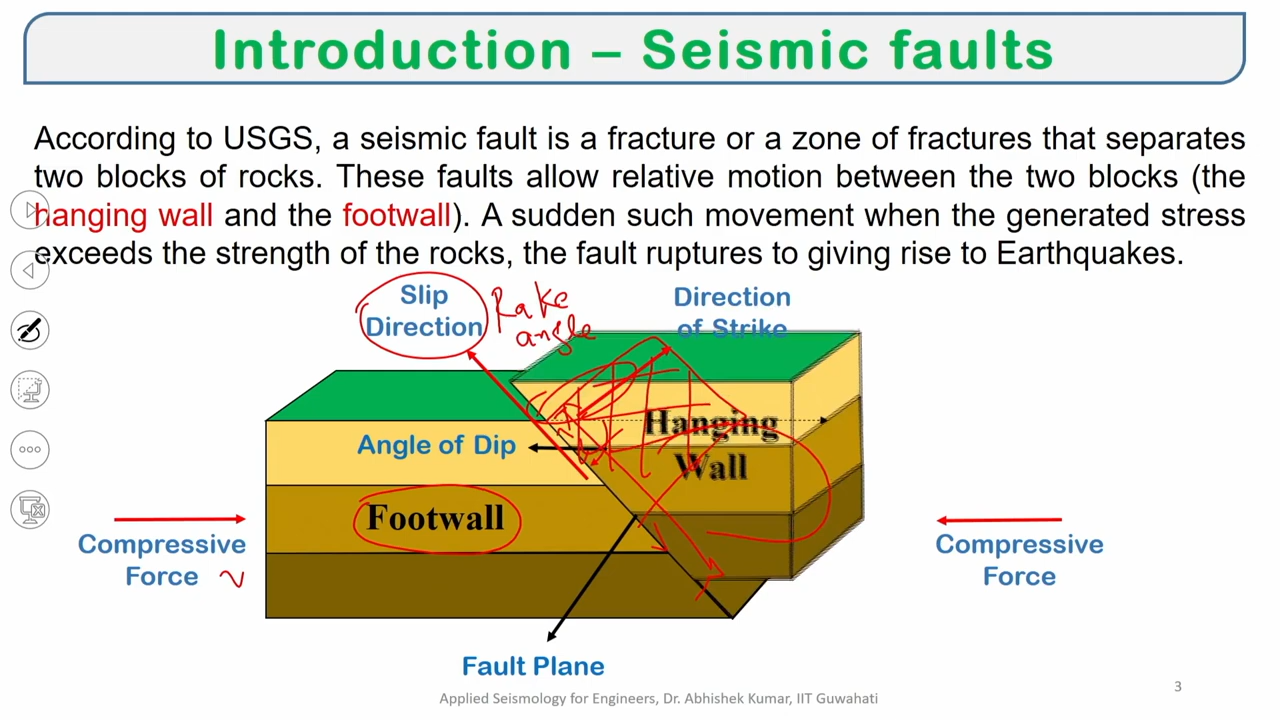 Introduction – Seismic faults
According to USGS, a seismic fault is a fracture or a zone of fractures that separates
two blocks of rocks. These faults allow relative motion between the two blocks (the
hanging wall and the footwall). A sudden such movement when the generated stress
exceeds the strength of the rocks, the fault ruptures to giving rise to Earthquakes.
Slip
Direction
Rake
angle
Direction
of Strike
Hanging
Wall
Angle of Dip
Footwall
Compressive
Force
Compressive
Force
Fault Plane
Applied Seismology for Engineers, Dr. Abhishek Kumar, IIT Guwahati
3